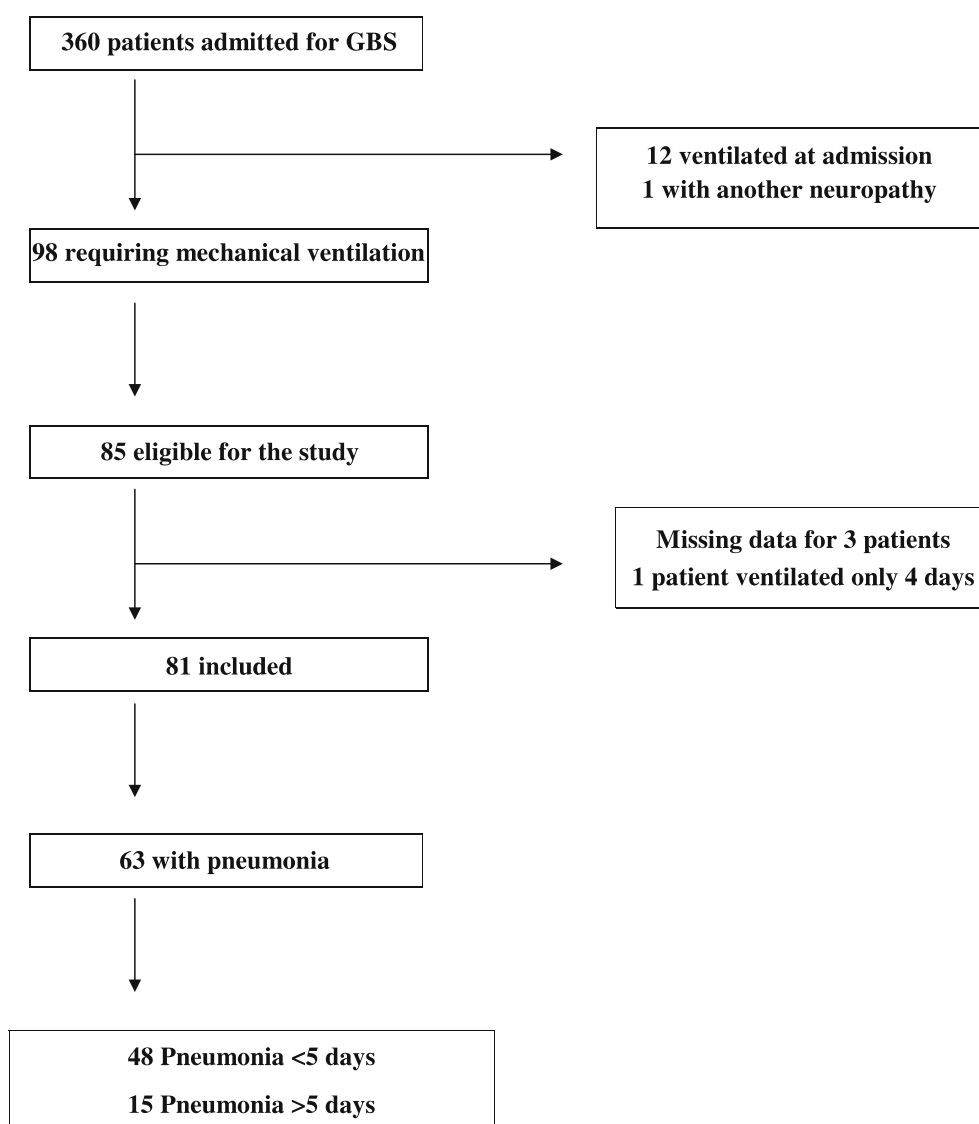 360 patients admitted for GBS
12 ventilated at admission
1 with another neuropathy
98 requiring mechanical ventilation
85 eligible for the study
Missing data for 3 patients
1 patient ventilated only 4 days
81 included
63 with pneumonia
48 Pneumonia <5 days
15 Pneumonia >5 days